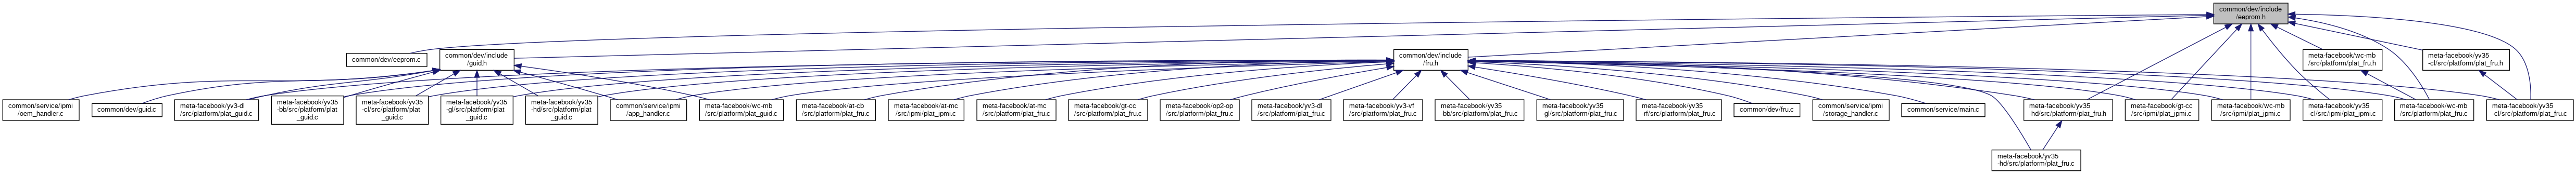 common/dev/include
/eeprom.h
common/dev/eeprom.c
common/dev/include
/guid.h
common/dev/include
/fru.h
meta-facebook/wc-mb
/src/platform/plat_fru.h
meta-facebook/yv35
-cl/src/platform/plat_fru.h
common/service/ipmi
/oem_handler.c
common/dev/guid.c
meta-facebook/yv3-dl
/src/platform/plat_guid.c
meta-facebook/yv35
-bb/src/platform/plat
_guid.c
meta-facebook/yv35
-cl/src/platform/plat
_guid.c
meta-facebook/yv35
-gl/src/platform/plat
_guid.c
meta-facebook/yv35
-hd/src/platform/plat
_guid.c
common/service/ipmi
/app_handler.c
meta-facebook/wc-mb
/src/platform/plat_guid.c
meta-facebook/at-cb
/src/platform/plat_fru.c
meta-facebook/at-mc
/src/ipmi/plat_ipmi.c
meta-facebook/at-mc
/src/platform/plat_fru.c
meta-facebook/gt-cc
/src/platform/plat_fru.c
meta-facebook/op2-op
/src/platform/plat_fru.c
meta-facebook/yv3-dl
/src/platform/plat_fru.c
meta-facebook/yv3-vf
/src/platform/plat_fru.c
meta-facebook/yv35
-bb/src/platform/plat_fru.c
meta-facebook/yv35
-gl/src/platform/plat_fru.c
meta-facebook/yv35
-rf/src/platform/plat_fru.c
common/dev/fru.c
common/service/ipmi
/storage_handler.c
common/service/main.c
meta-facebook/yv35
-hd/src/platform/plat_fru.h
meta-facebook/gt-cc
/src/ipmi/plat_ipmi.c
meta-facebook/wc-mb
/src/ipmi/plat_ipmi.c
meta-facebook/yv35
-cl/src/ipmi/plat_ipmi.c
meta-facebook/wc-mb
/src/platform/plat_fru.c
meta-facebook/yv35
-cl/src/platform/plat_fru.c
meta-facebook/yv35
-hd/src/platform/plat_fru.c